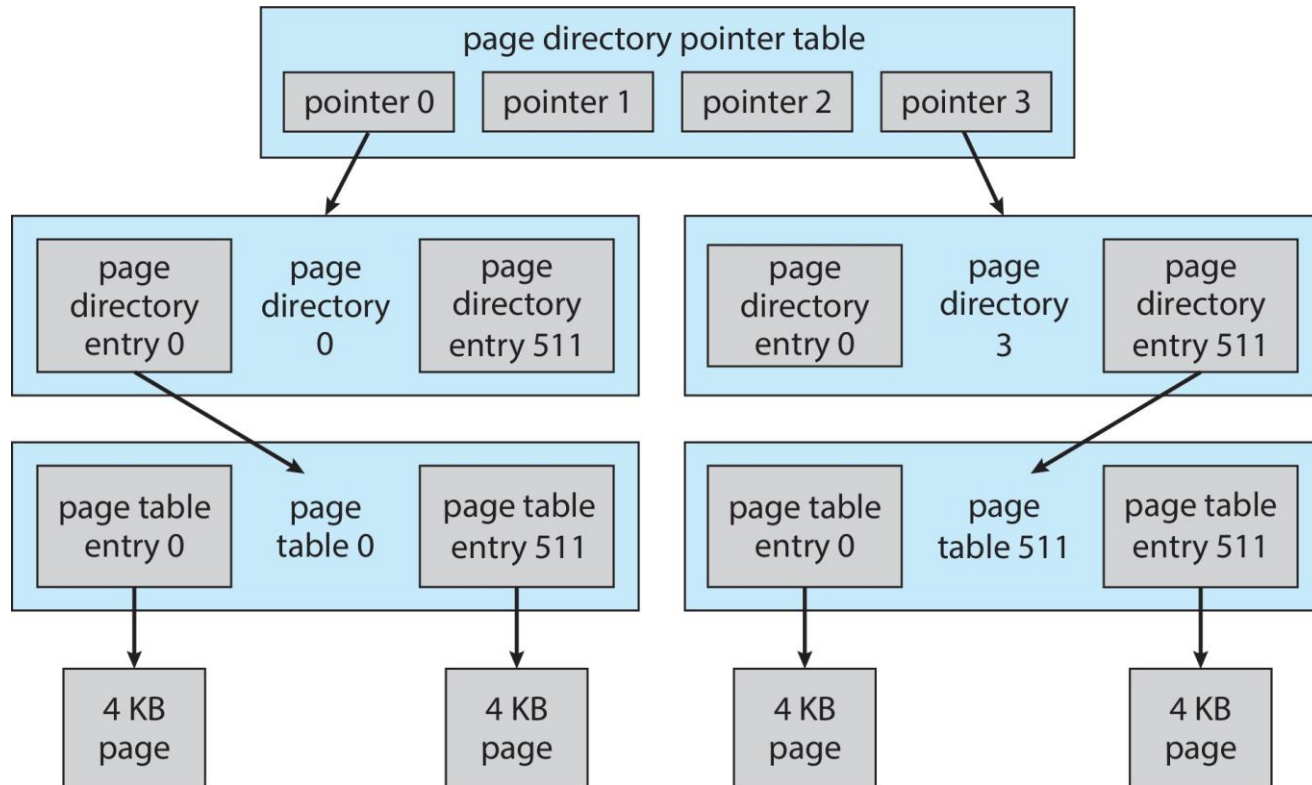 page directory pointer table
pointer 0
pointer 1
pointer 2
pointer 3
page
directory
entry 0
page
directory
0
page
directory
entry 511
page
directory
entry 0
page
directory
3
page
directory
entry 511
page table
entry 0
page
table 0
page table
entry 511
page table
entry 0
page
table 511
page table
entry 511
4 KB
page
4 KB
page
4 KB
page
4 KB
page